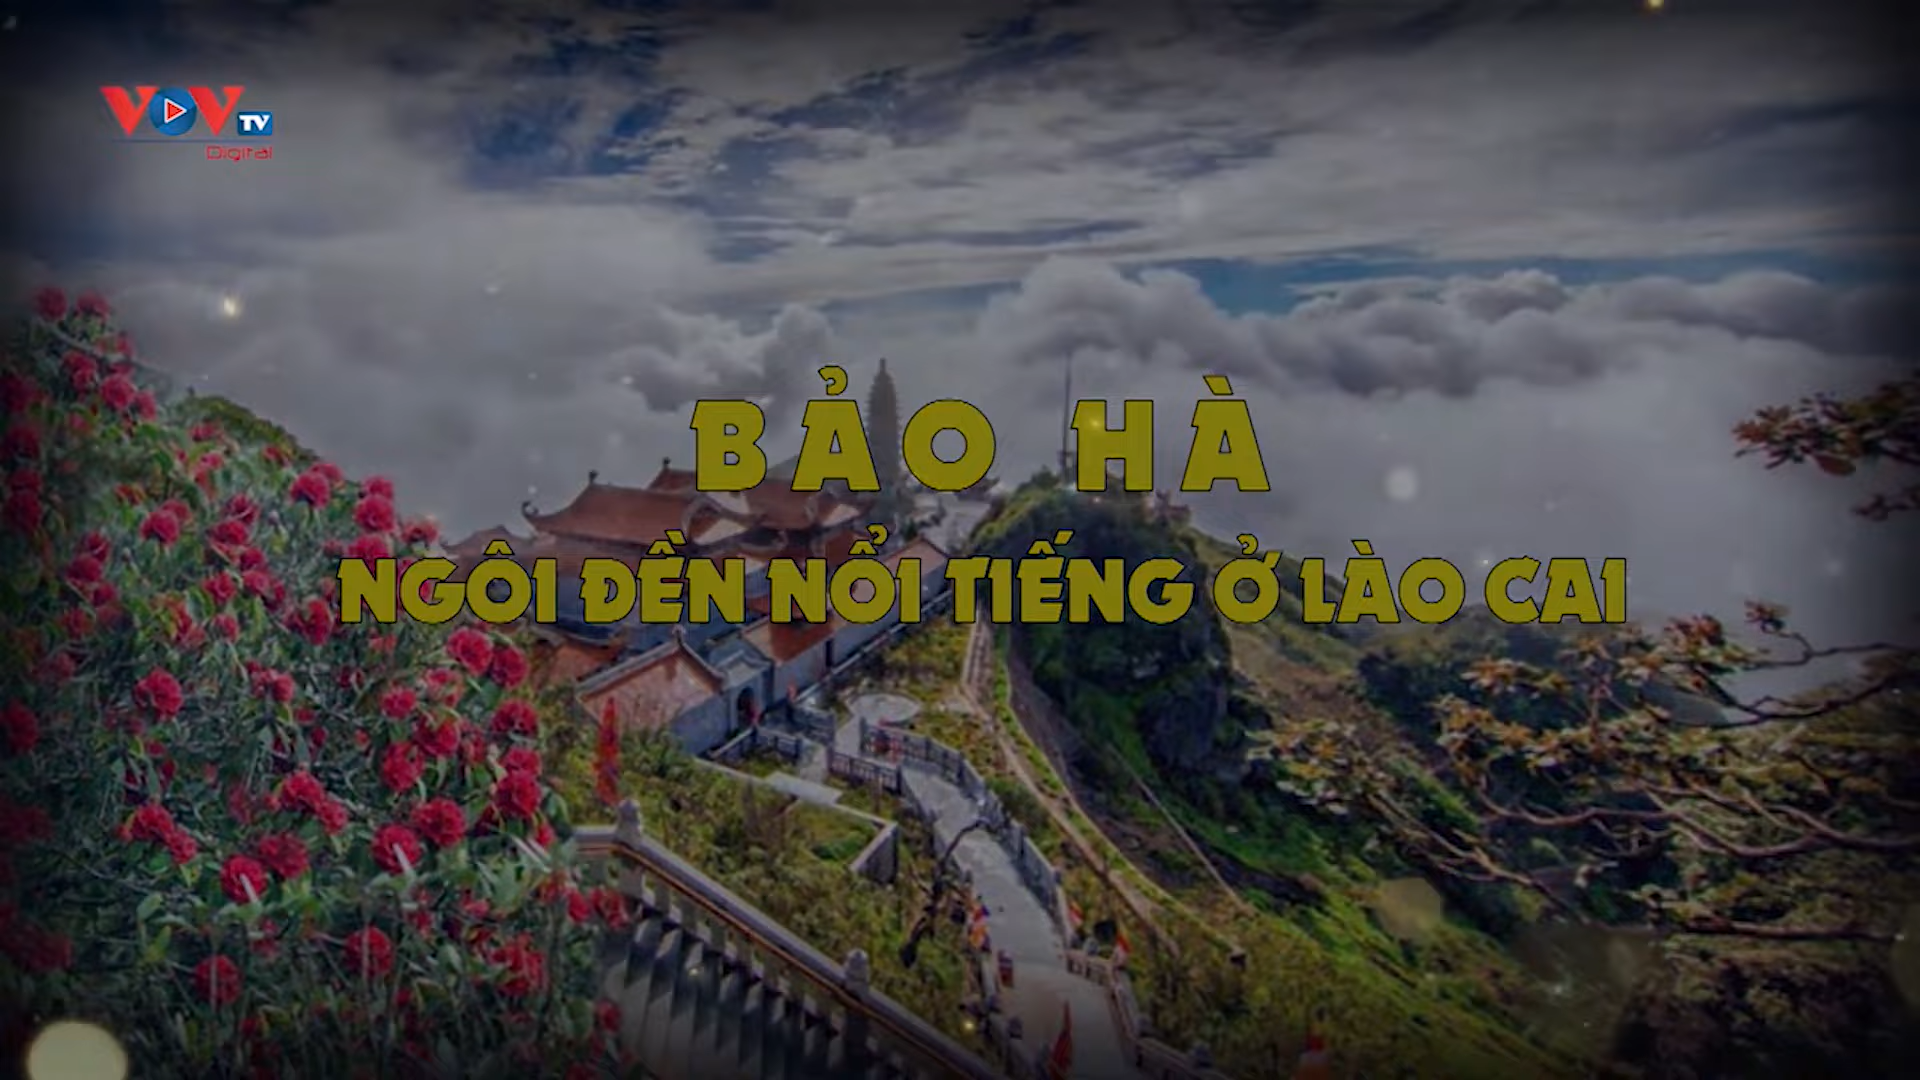 VOV TV
Digital
BẢO HÀ
NGÔI ĐỀN NỔI TIẾNG Ở LÀO CAI